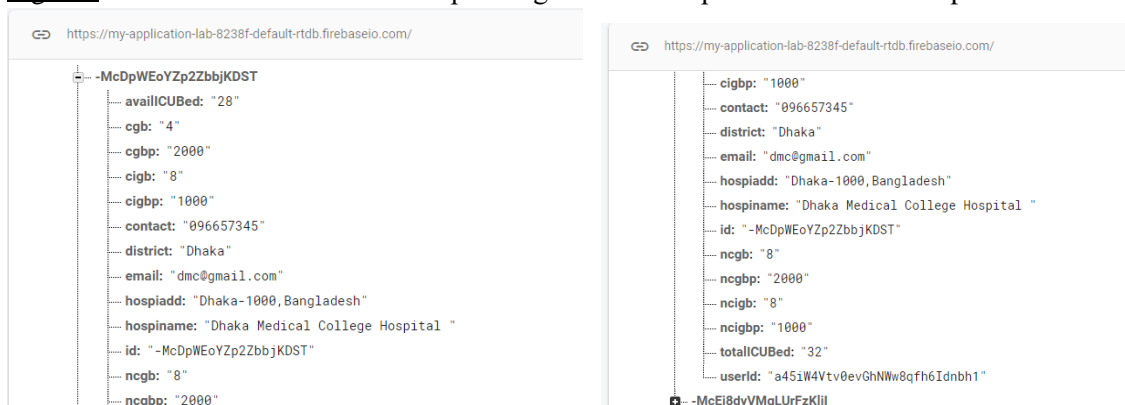 https://my-application-lab-8238f-default-rtdb.firebaseio.com/
-McDpWEoYZp2ZbbjKDST
availICUBed: "28"
cgb: "4"
cgbp: "2000"
cigb: "8"
cigbp: "1000"
contact: "096657345"
district: "Dhaka"
email: "dmc@gmail.com"
hospiadd: "Dhaka-1000,Bangladesh"
hospiname: "Dhaka Medical College Hospital "
id: "-McDpWEoYZp2ZbbjKDST"
ncgb: "8"
ncgbp: "2000"
https://my-application-lab-8238f-default-rtdb.firebaseio.com/
cigbp: "1000"
contact: "096657345"
district: "Dhaka"
email: "dmc@gmail.com"
hospiadd: "Dhaka-1000,Bangladesh"
hospiname: "Dhaka Medical College Hospital "
id: "-McDpWEoYZp2ZbbjKDST"
ncgb: "8"
ncgbp: "2000"
ncigb: "8"
ncigbp: "1000"
totalICUBed: "32"
userId: "a45iW4Vtv0evGhNWw8qfh6Idnbh1"